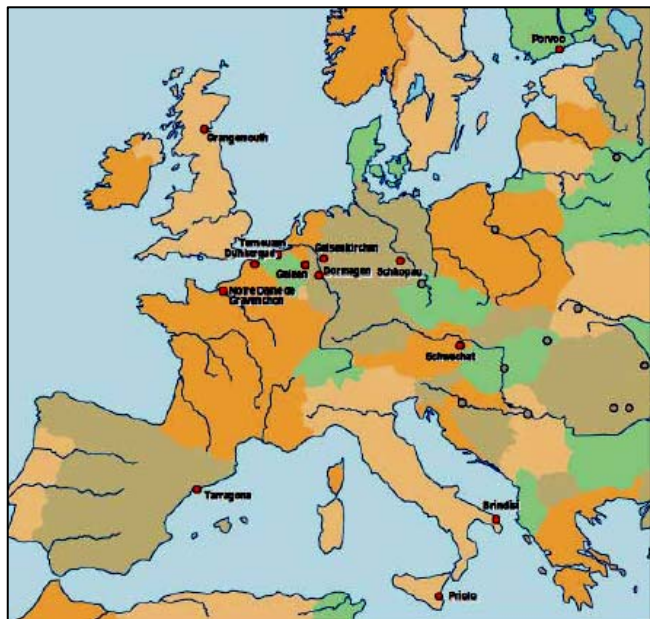 Porvoo
Grangemouth
Terneuzen
Dunkerque
Gelsenkirchen
Geleen
Dormagen
Schkopau
Notre Dame de
Gravenchon
Schwechat
Tarragona
Brindisi
Priolo